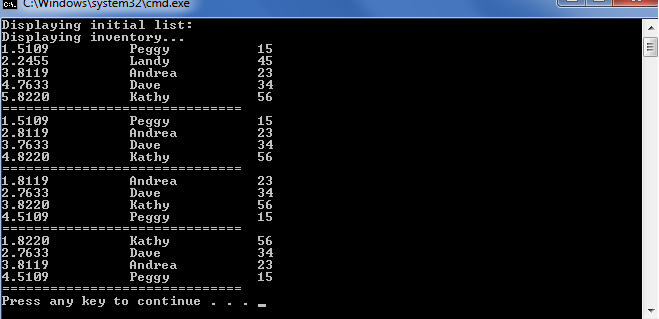 C:\Windows\system32\cmd.exe
Displaying initial list:
Displaying inventory...
1.5109 Peggy 15
2.2455 Landy 45
3.8119 Andrea 23
4.7633 Dave 34
5.8220 Kathy 56
==============================
1.5109 Peggy 15
2.8119 Andrea 23
3.7633 Dave 34
4.8220 Kathy 56
==============================
1.8119 Andrea 23
2.7633 Dave 34
3.8220 Kathy 56
4.5109 Peggy 15
==============================
1.8220 Kathy 56
2.7633 Dave 34
3.8119 Andrea 23
4.5109 Peggy 15
==============================
Press any key to continue . . . _